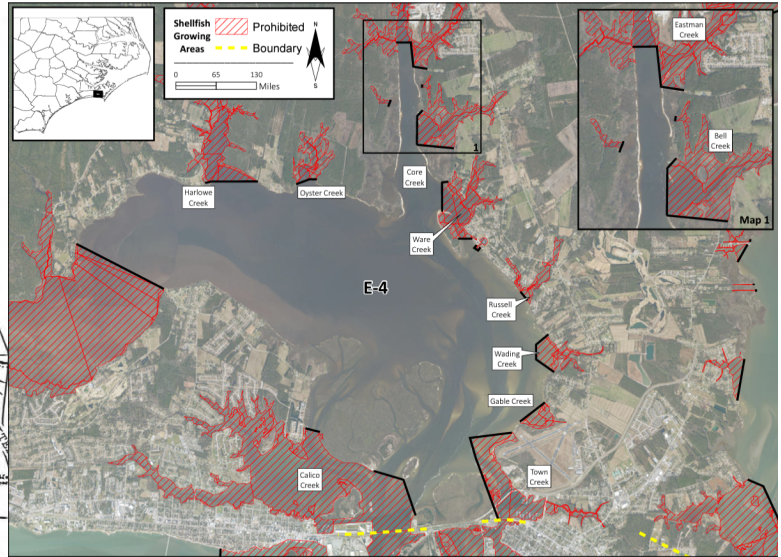 Shellfish
Growing
Areas
Prohibited
Boundary
0 65 130
Miles
N
S
1
Eastman
Creek
Bell
Creek
Map 1
Harlowe
Creek
Oyster Creek
Core
Creek
Ware
Creek
E-4
Russell
Creek
Wading
Creek
Gable Creek
Calico
Creek
Town
Creek